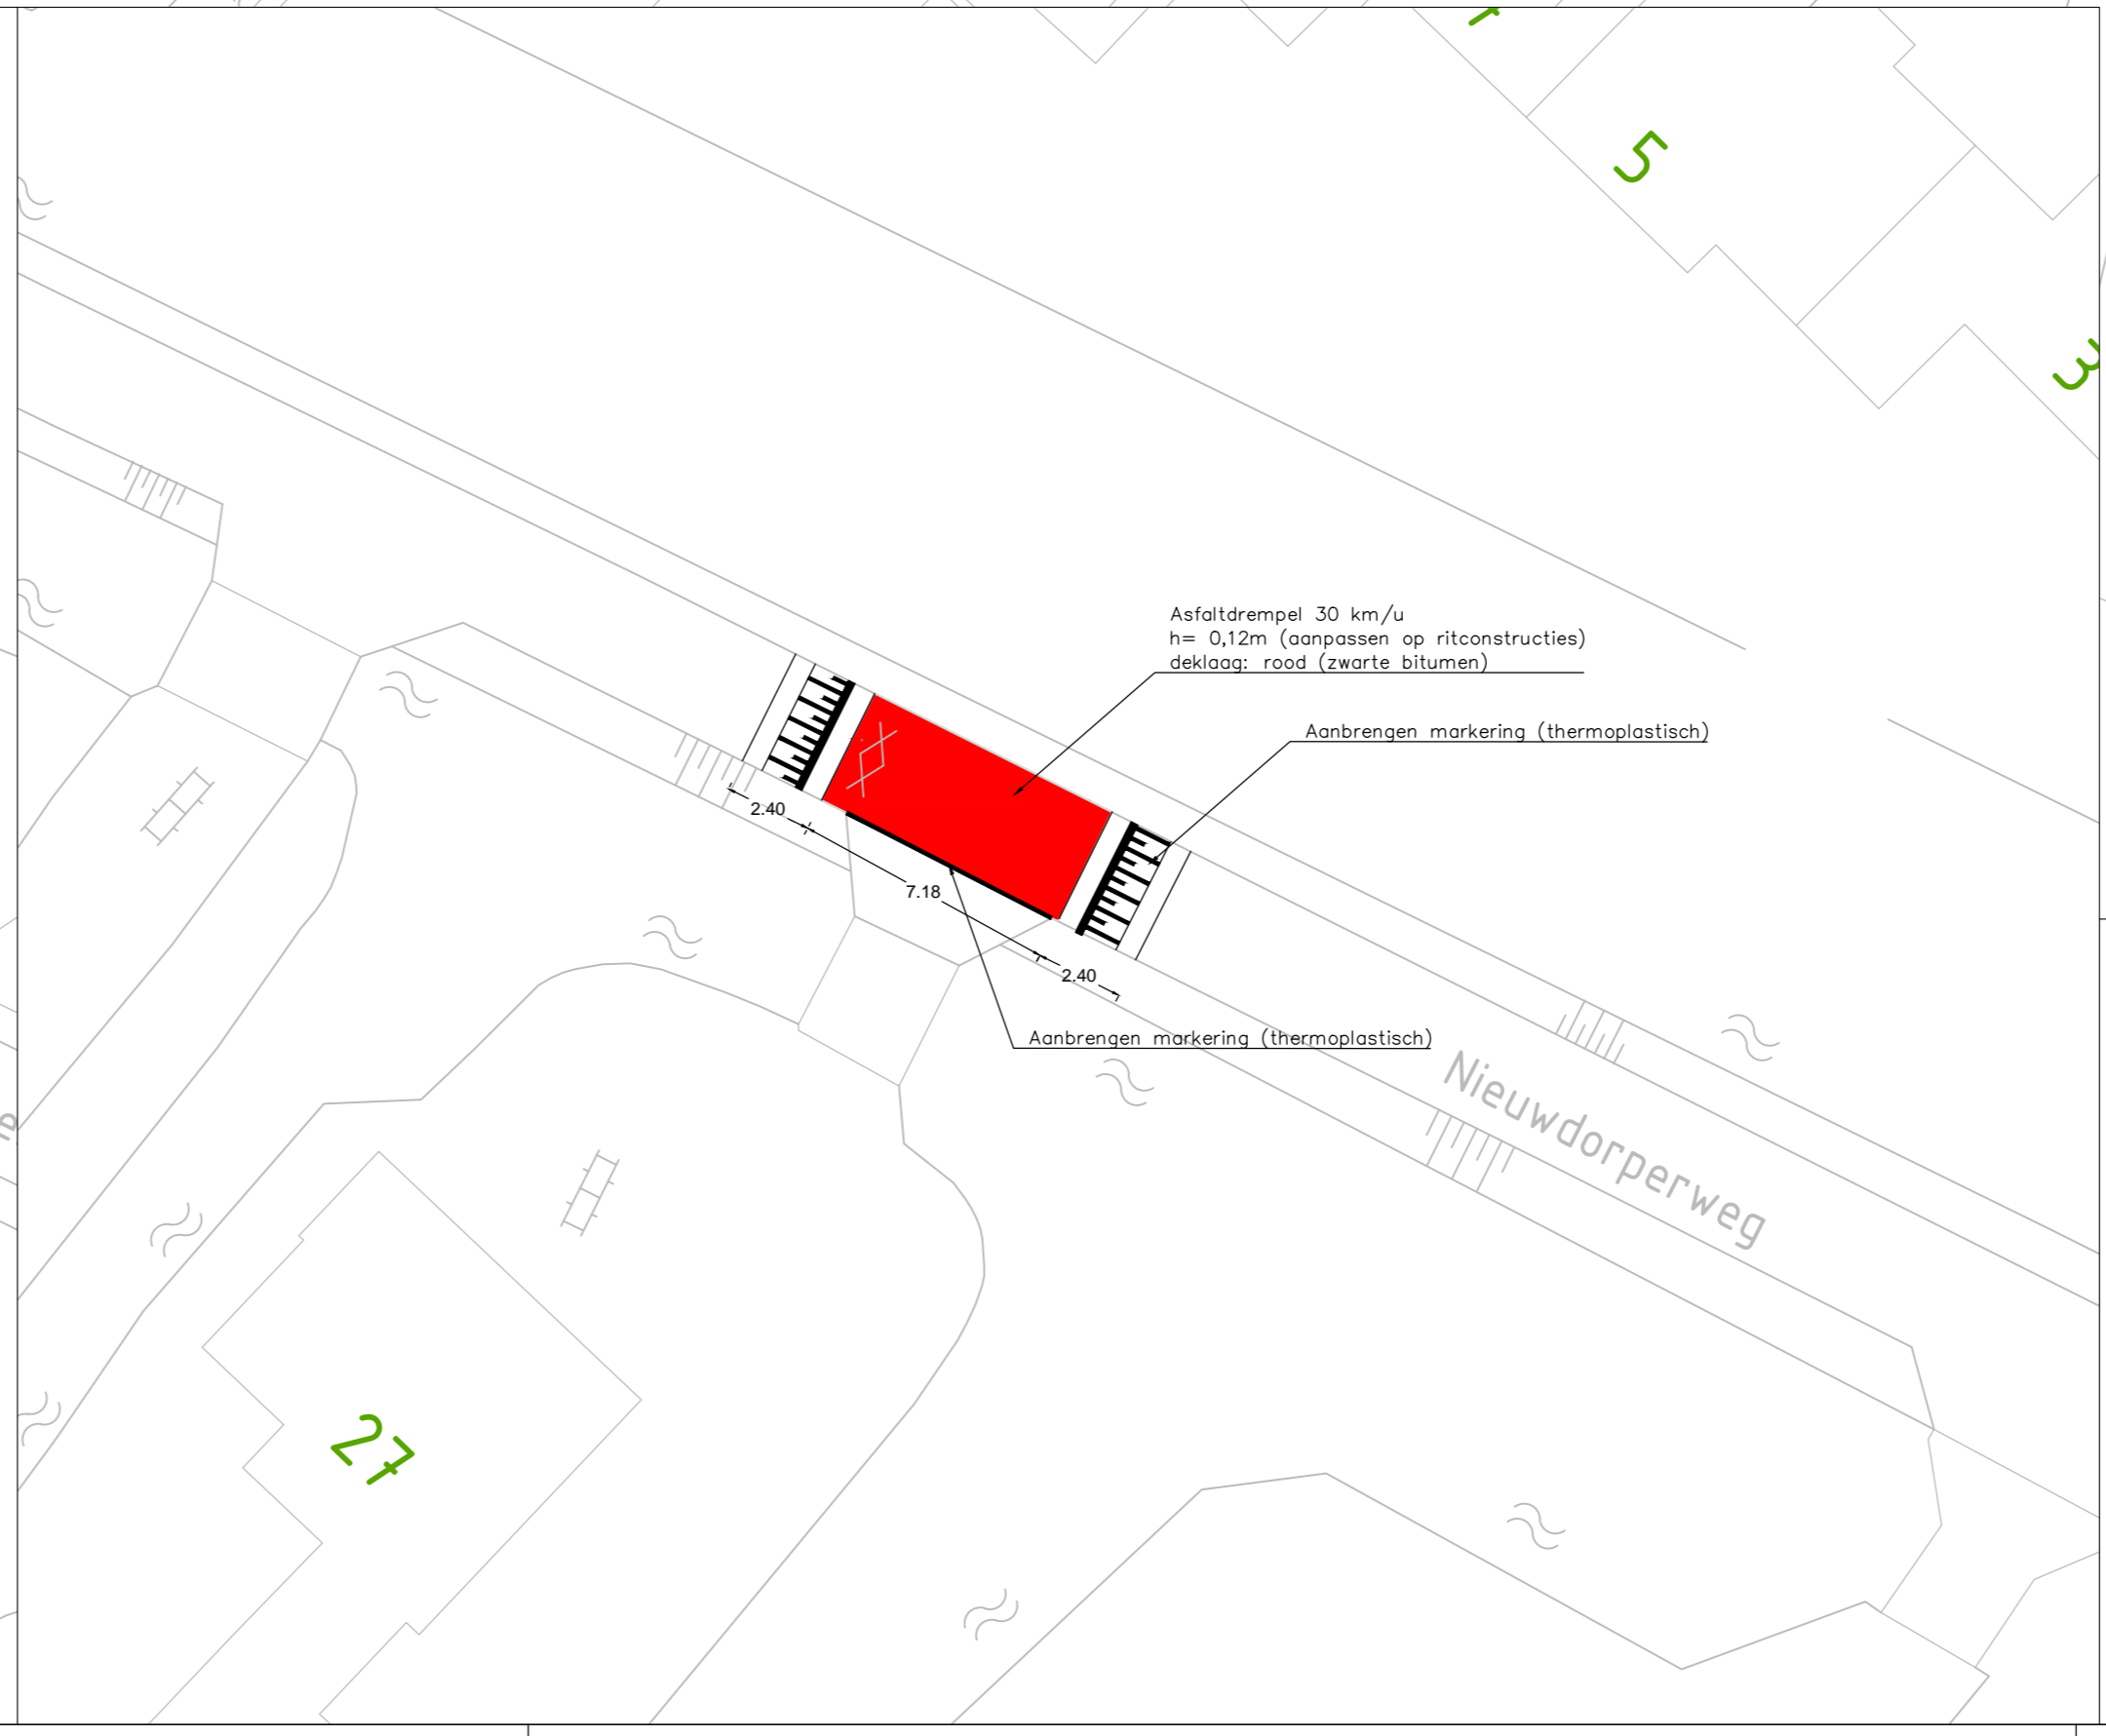 5
3
Asfaltdrempel 30 km/u
h= 0,12m (aanpassen op ritconstructies)
deklaag: rood (zwarte bitumen)
Aanbrengen markering (thermoplastisch)
2.40
7.18
2.40
Aanbrengen markering (thermoplastisch)
Nieuwdorperweg
27